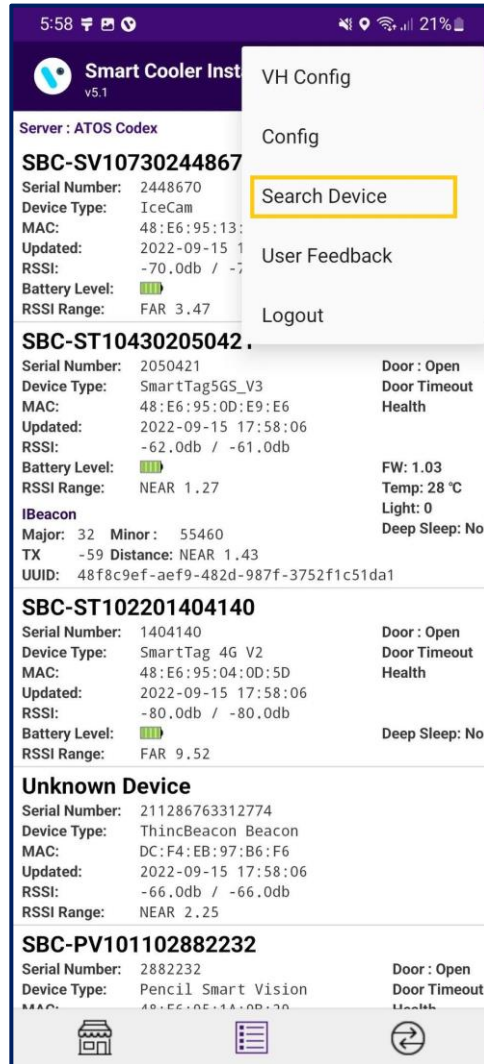 5:58 21%
Smart Cooler Inst
v5.1
VH Config
Config
Search Device
User Feedback
Logout
Server : ATOS Codex
SBC-SV10730244867
Serial Number: 2448670
Device Type: IceCam
MAC: 48:E6:95:13:
Updated: 2022-09-15 1
RSSI: -70.0db / -7
Battery Level:
RSSI Range: FAR 3.47
SBC-ST10430205042
Serial Number: 2050421 Door : Open
Device Type: SmartTag5GS_V3 Door Timeout
MAC: 48:E6:95:0D:E9:E6 Health
Updated: 2022-09-15 17:58:06
RSSI: -62.0db / -61.0db
Battery Level: FW: 1.03
RSSI Range: NEAR 1.27 Temp: 28 °C
IBeacon Light: 0
Major: 32 Minor: 55460 Deep Sleep: No
TX -59 Distance: NEAR 1.43
UUID: 48f8c9ef-aef9-482d-987f-3752f1c51da1
SBC-ST102201404140
Serial Number: 1404140 Door : Open
Device Type: SmartTag 4G V2 Door Timeout
MAC: 48:E6:95:04:0D:5D Health
Updated: 2022-09-15 17:58:06
RSSI: -80.0db / -80.0db
Battery Level: Deep Sleep: No
RSSI Range: FAR 9.52
Unknown Device
Serial Number: 211286763312774
Device Type: ThincBeacon Beacon
MAC: DC:F4:EB:97:B6:F6
Updated: 2022-09-15 17:58:06
RSSI: -66.0db / -66.0db
RSSI Range: NEAR 2.25
SBC-PV101102882232
Serial Number: 2882232 Door : Open
Device Type: Pencil Smart Vision Door Timeout